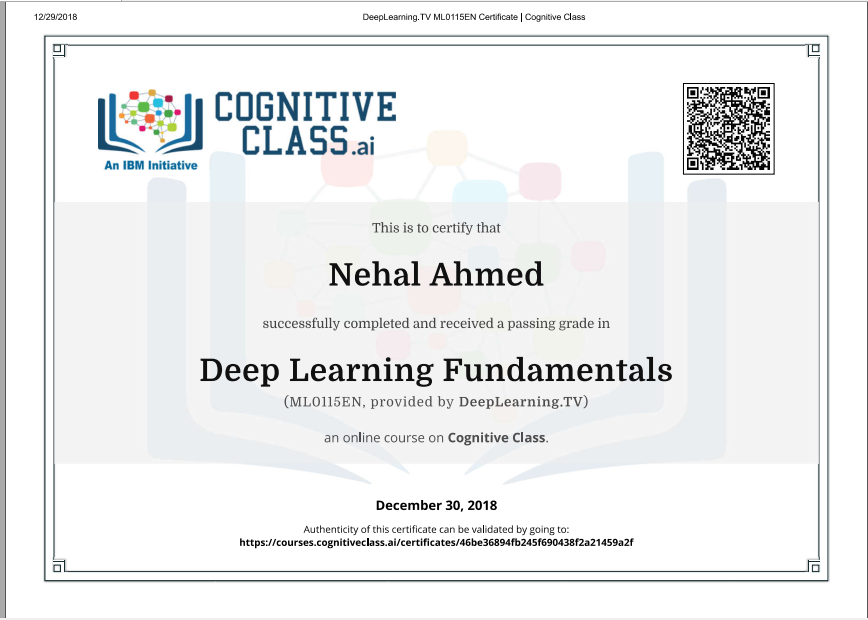 12/29/2018
DeepLearning.TV ML0115EN Certificate | Cognitive Class
COGNITIVE
CLASS.ai
An IBM Initiative
This is to certify that
Nehal Ahmed
successfully completed and received a passing grade in
Deep Learning Fundamentals
(ML0115EN, provided by DeepLearning.TV)
an online course on Cognitive Class.
December 30, 2018
Authenticity of this certificate can be validated by going to:
https://courses.cognitiveclass.ai/certificates/46be36894fb245f690438f2a21459a2f